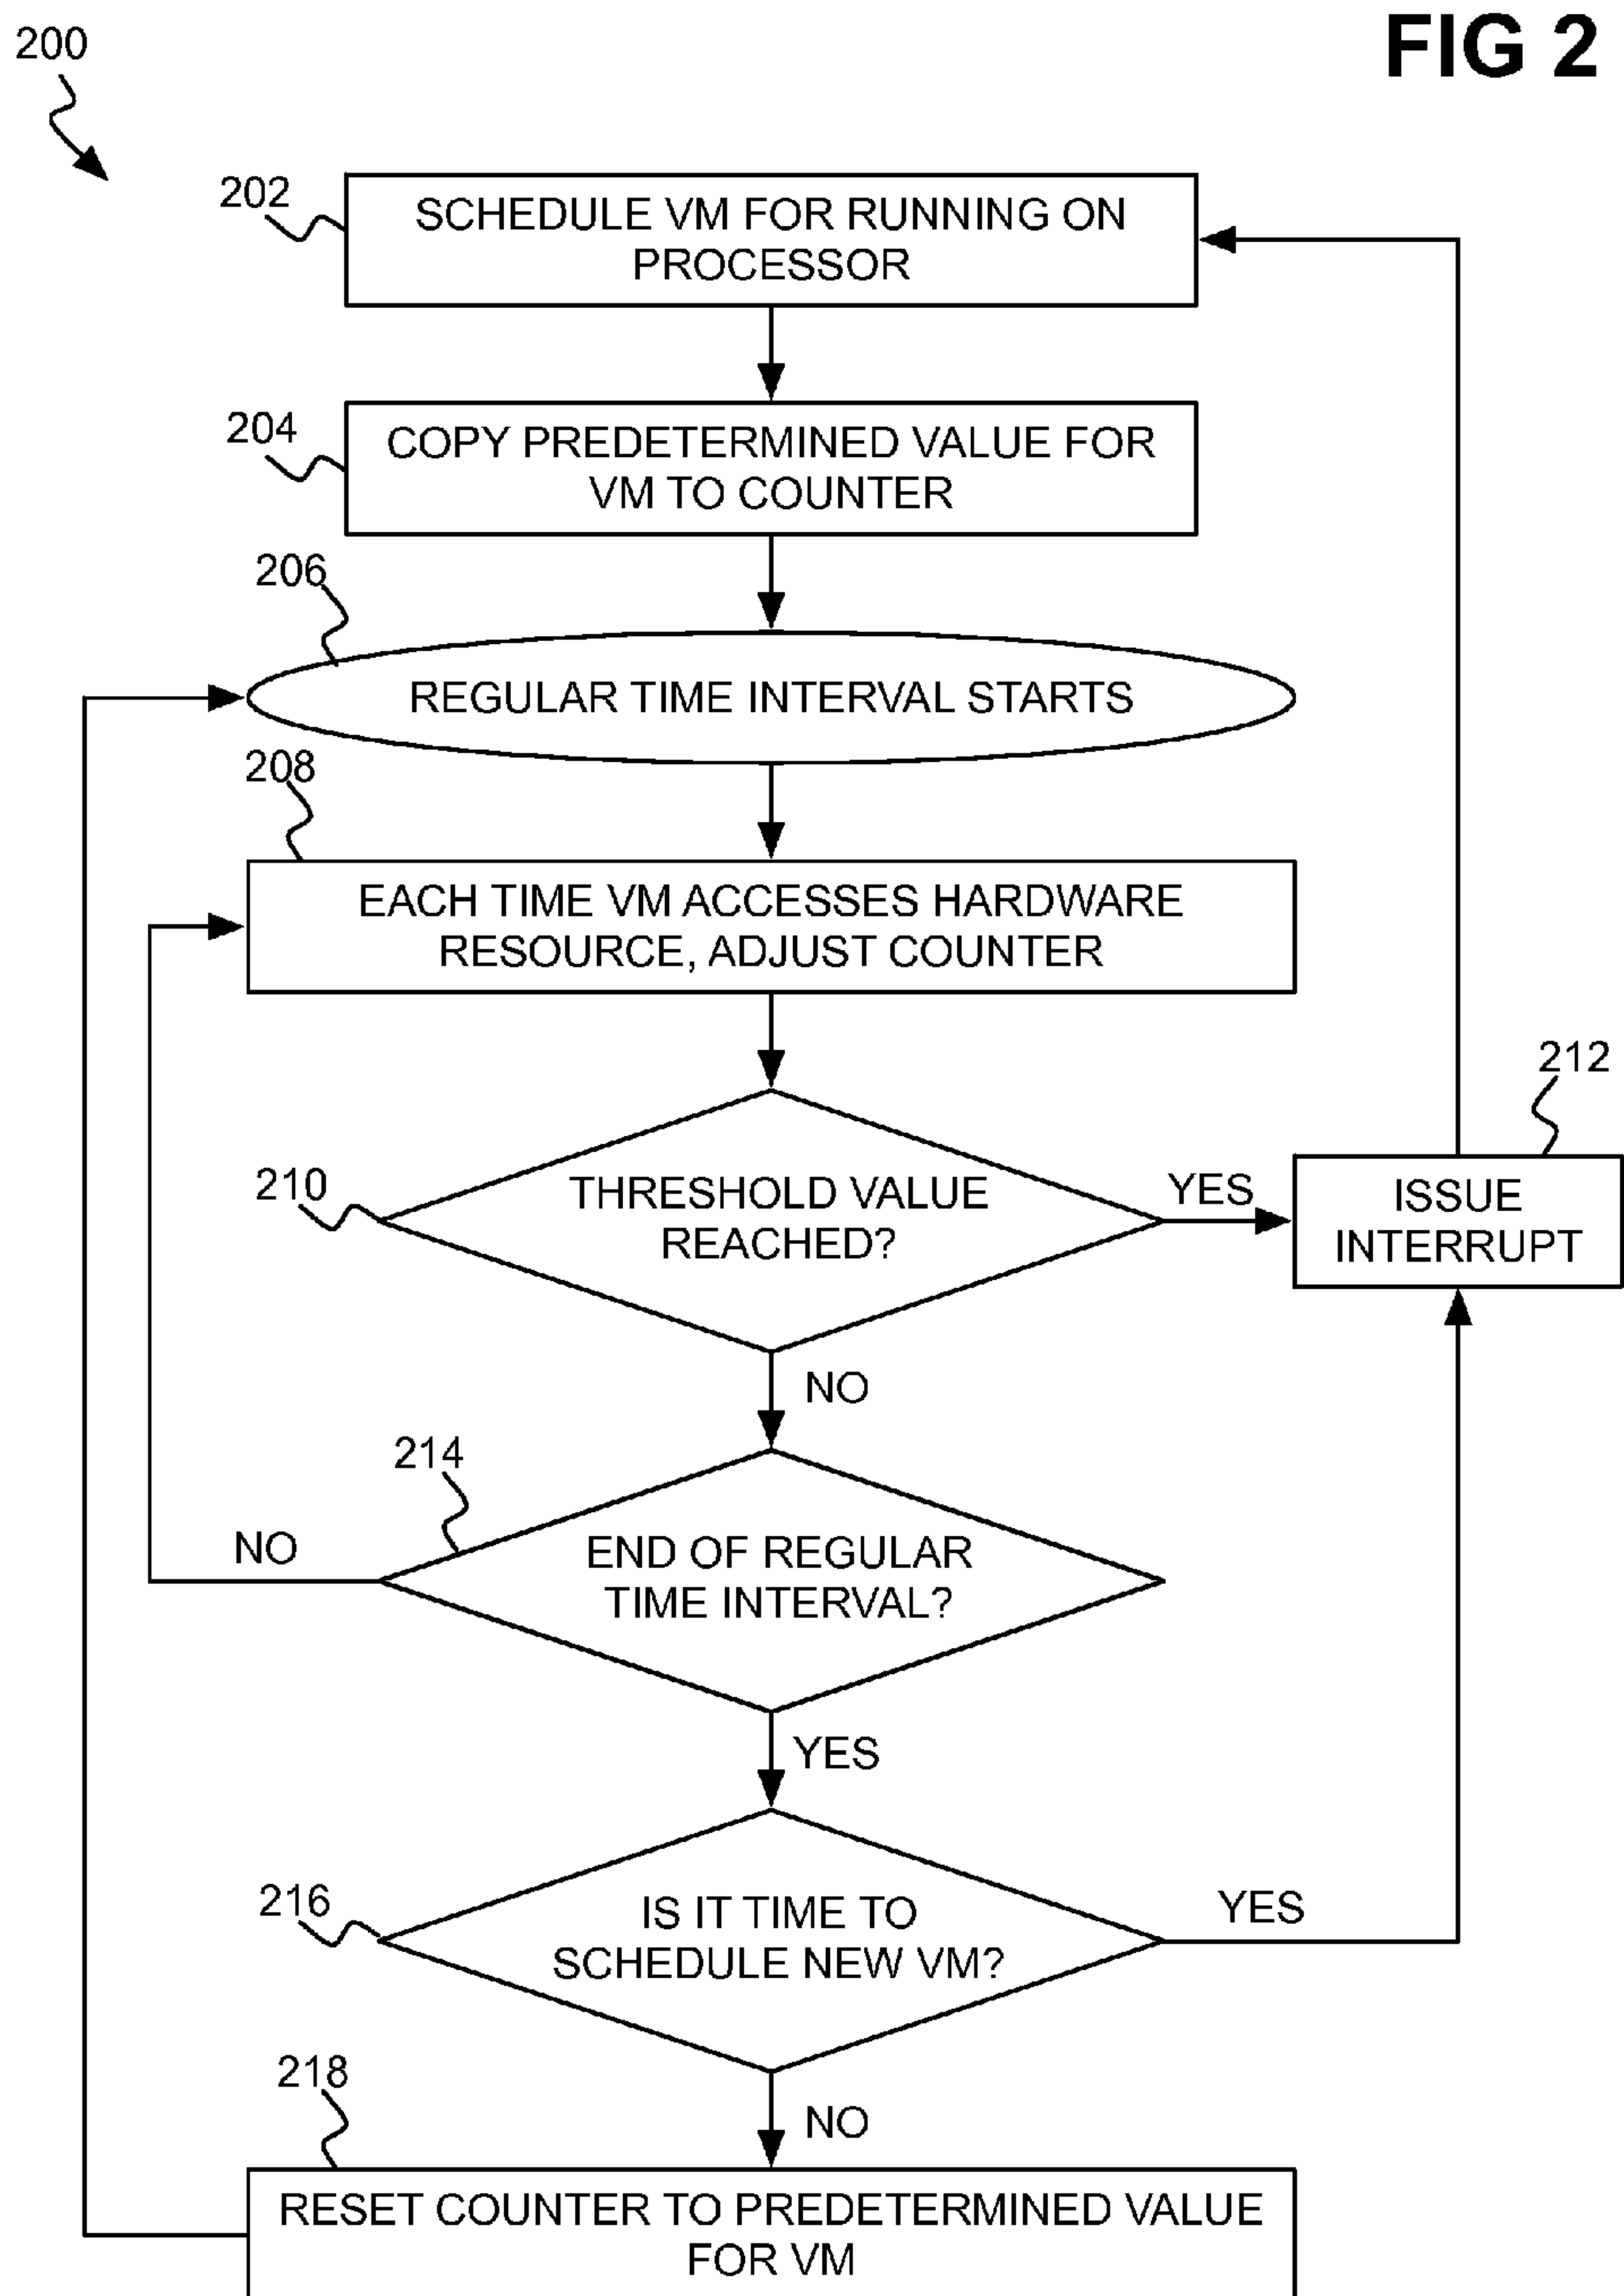 FIG 2
200
202
SCHEDULE VM FOR RUNNING ON
PROCESSOR
204
COPY PREDETERMINED VALUE FOR
VM TO COUNTER
206
REGULAR TIME INTERVAL STARTS
208
EACH TIME VM ACCESSES HARDWARE
RESOURCE, ADJUST COUNTER
210
THRESHOLD VALUE
REACHED?
YES
212
ISSUE
INTERRUPT
NO
214
END OF REGULAR
TIME INTERVAL?
NO
YES
216
IS IT TIME TO
SCHEDULE NEW VM?
YES
NO
218
RESET COUNTER TO PREDETERMINED VALUE
FOR VM